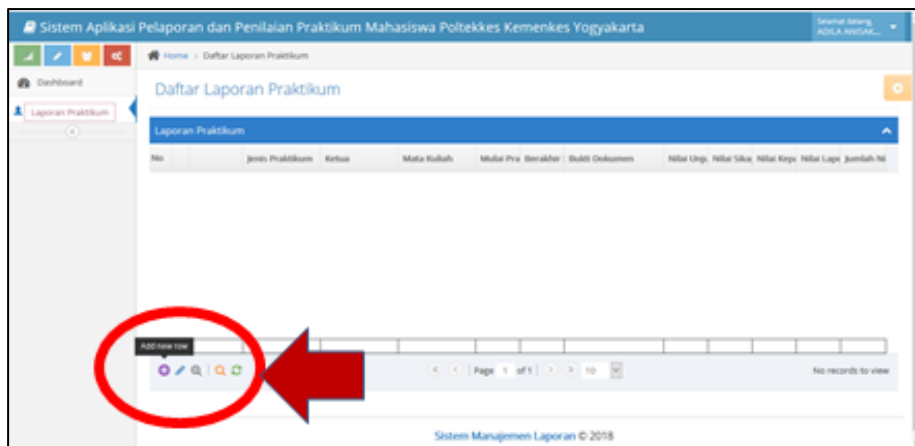 Sistem Aplikasi Pelaporan dan Penilaian Praktikum Mahasiswa Poltekkes Kemenkes Yogyakarta
Selamat datang,
ADILA ANISAK...
Home › Daftar Laporan Praktikum
Dashboard
Laporan Praktikum
Daftar Laporan Praktikum
Laporan Praktikum
No Jenis Praktikum Ketua Mata Kuliah Mulai Pra Berakhir Bukti Dokumen Nilai Unju Nilai Sika Nilai Kepu Nilai Lapo Jumlah Ni
Add new row
Page 1 of 1 10 No records to view
Sistem Manajemen Laporan © 2018